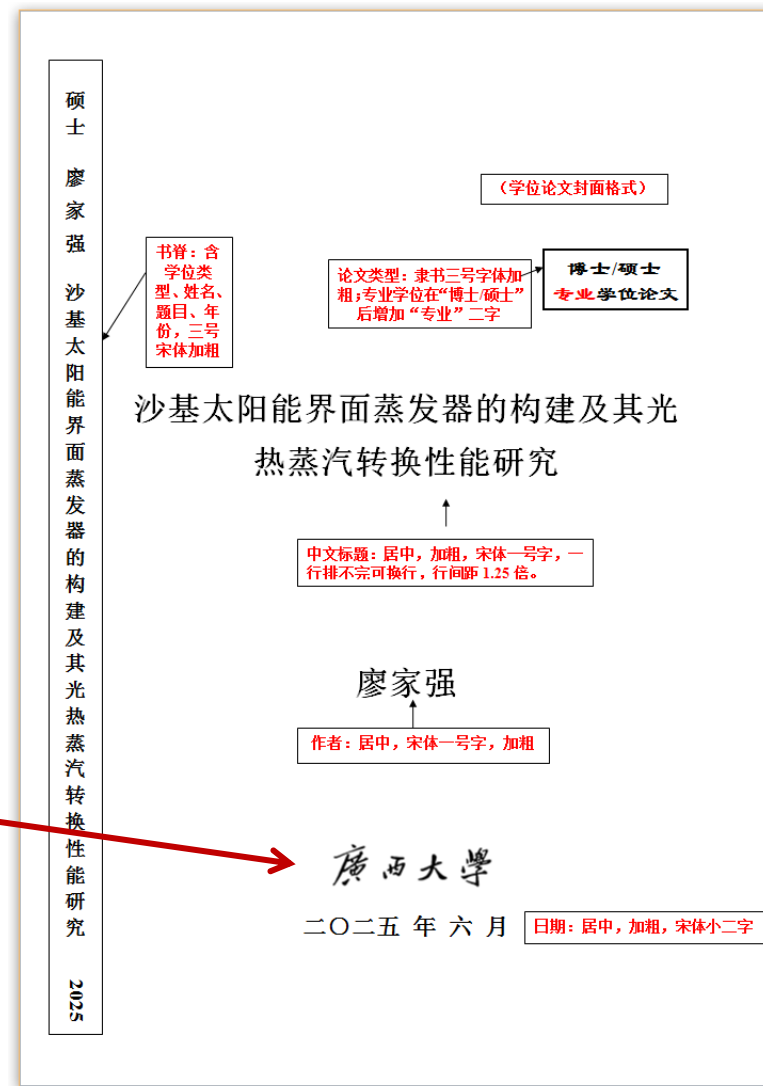 硕士 廖家强 沙基太阳能界面蒸发器的构建及其光热蒸汽转换性能研究 2025
（学位论文封面格式）
书脊：含
学位类
型、姓名、
题目、年
份，三号
宋体加粗
论文类型：隶书三号字体加
粗；专业学位在“博士/硕士”
后增加“专业”二字
博士/硕士
专业学位论文
沙基太阳能界面蒸发器的构建及其光
热蒸汽转换性能研究
中文标题：居中，加粗，宋体一号字，一
行排不完可换行，行间距 1.25 倍。
廖家强
作者：居中，宋体一号字，加粗
廣西大學
二〇二五 年 六 月
日期：居中，加粗，宋体小二字